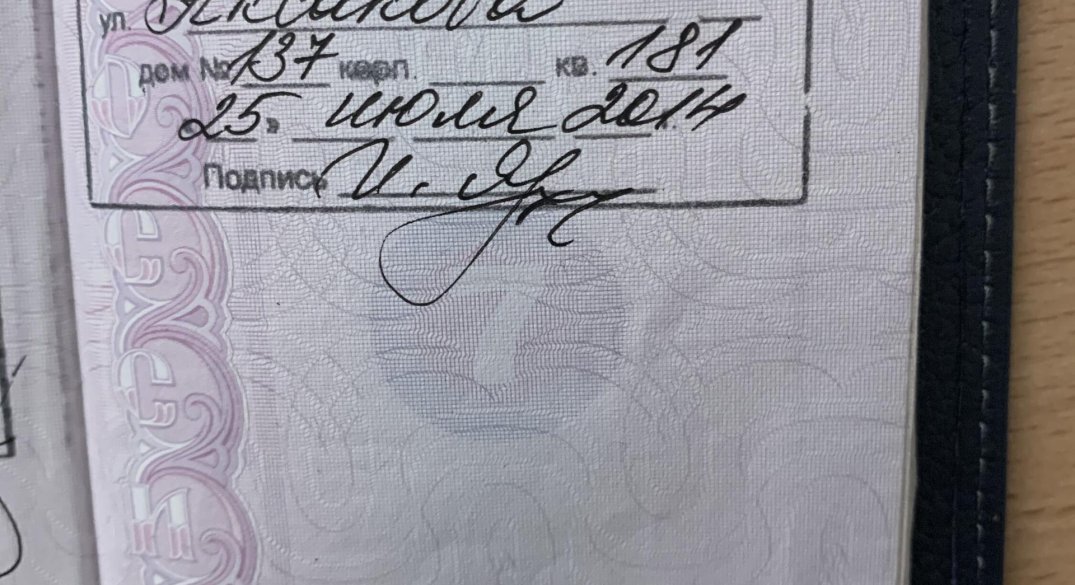 ул.
дом № 137 корп. кв. 181
25" июля 2014 г.
Подпись И. Я